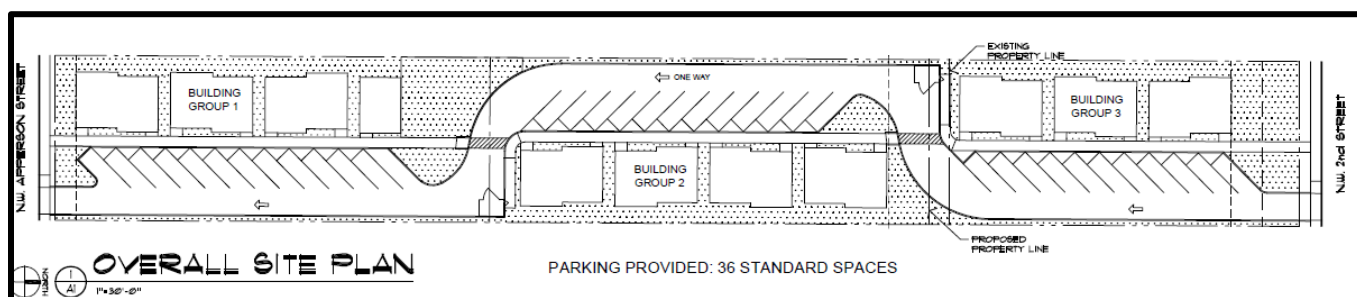 EXISTING
PROPERTY LINE
ONE WAY
BUILDING
GROUP 1
BUILDING
GROUP 3
BUILDING
GROUP 2
N.W. APPERSON STREET
N.W. 2nd STREET
PROPOSED
PROPERTY LINE
NORTH
1
A1
OVERALL SITE PLAN
1"=30'-0"
PARKING PROVIDED: 36 STANDARD SPACES